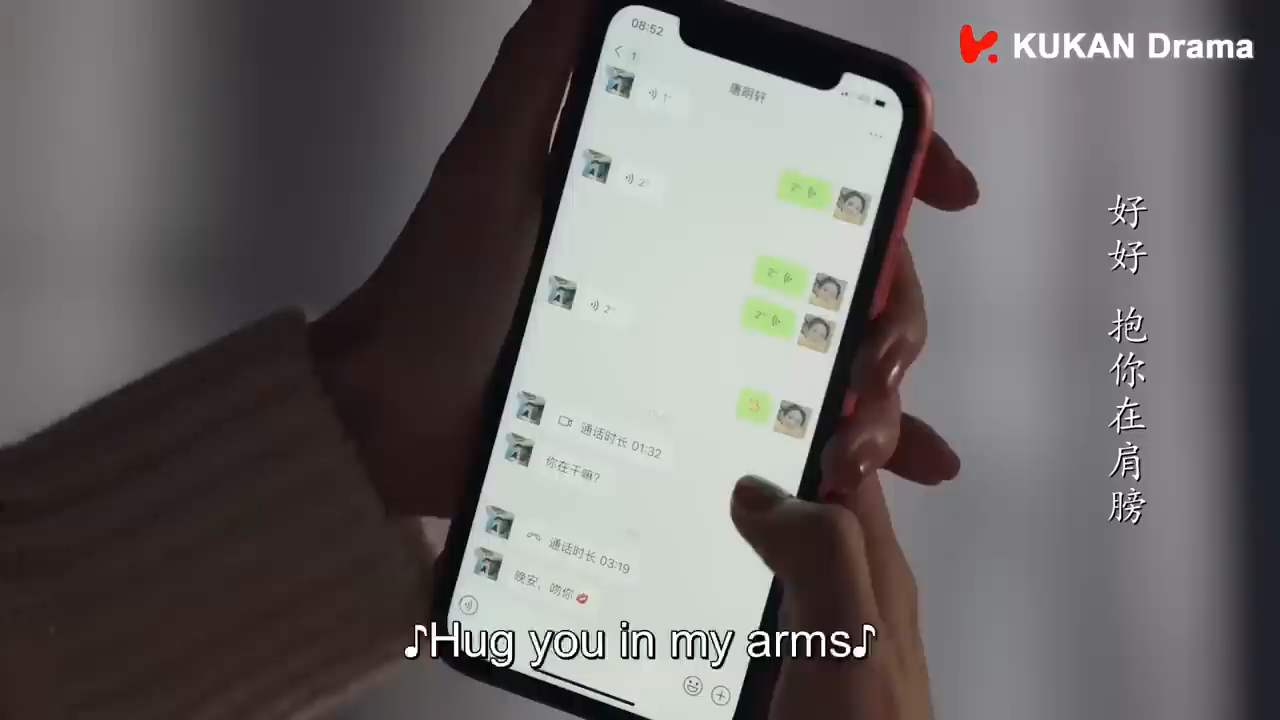 08:52
KUKAN Drama
1
唐明轩
1"
2"
2"
2"
2"
2"
通话时长 01:32
你在干嘛?
通话时长 03:19
晚安、吻你💋
好好 抱你在肩膀
♪Hug you in my arms♪